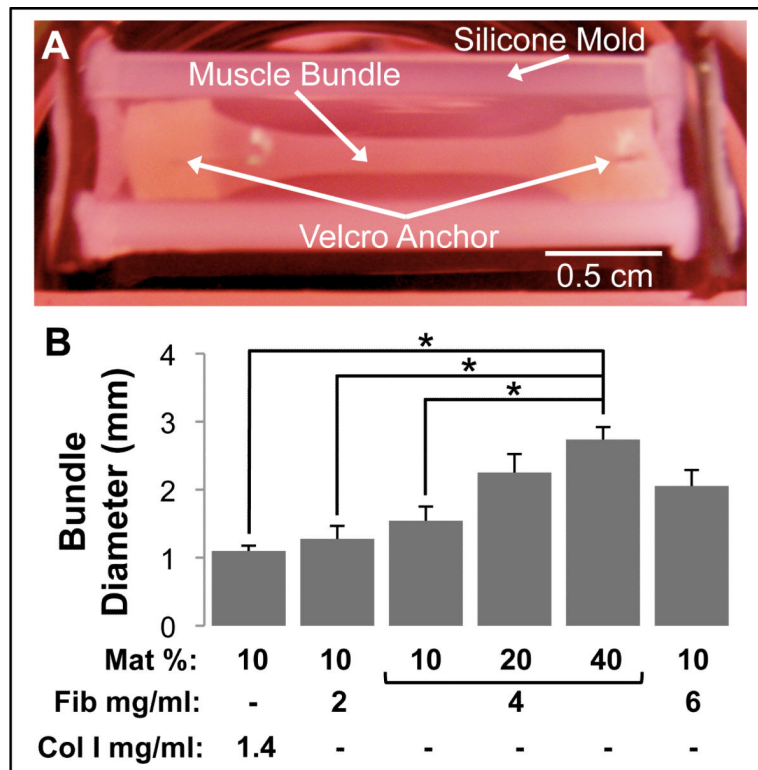 A
Silicone Mold
Muscle Bundle
Velcro Anchor
0.5 cm
B
*
*
*
Bundle
Diameter (mm)
4
3
2
1
0
Mat %: 10 10 10 20 40 10
Fib mg/ml: - 2 4 6
Col I mg/ml: 1.4 - - - - -